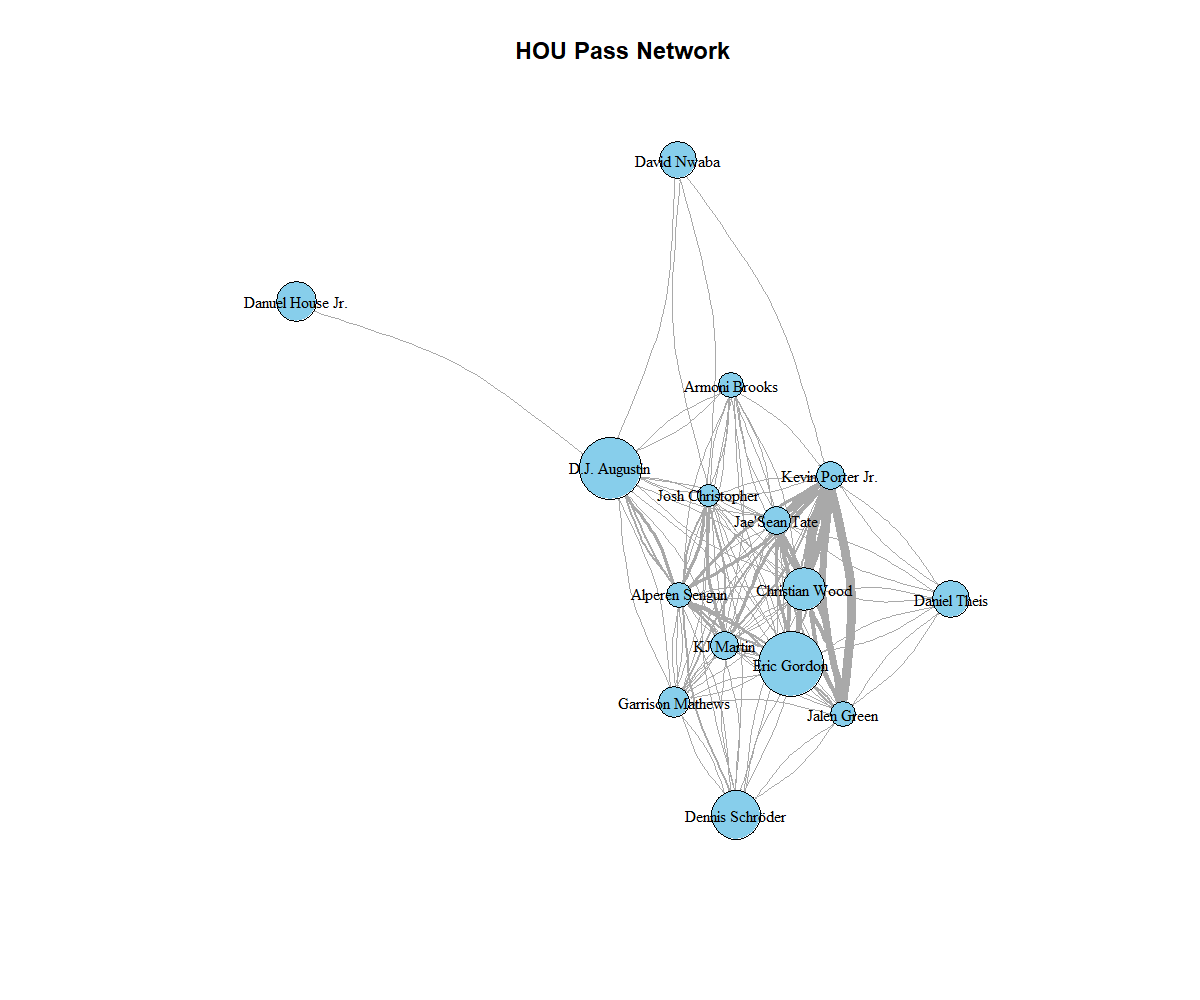 HOU Pass Network
David Nwaba
Danuel House Jr.
Armoni Brooks
D.J. Augustin
Kevin Porter Jr.
Josh Christopher
Jae'Sean Tate
Christian Wood
Alperen Sengun
Daniel Theis
KJ Martin
Eric Gordon
Garrison Mathews
Jalen Green
Dennis Schröder